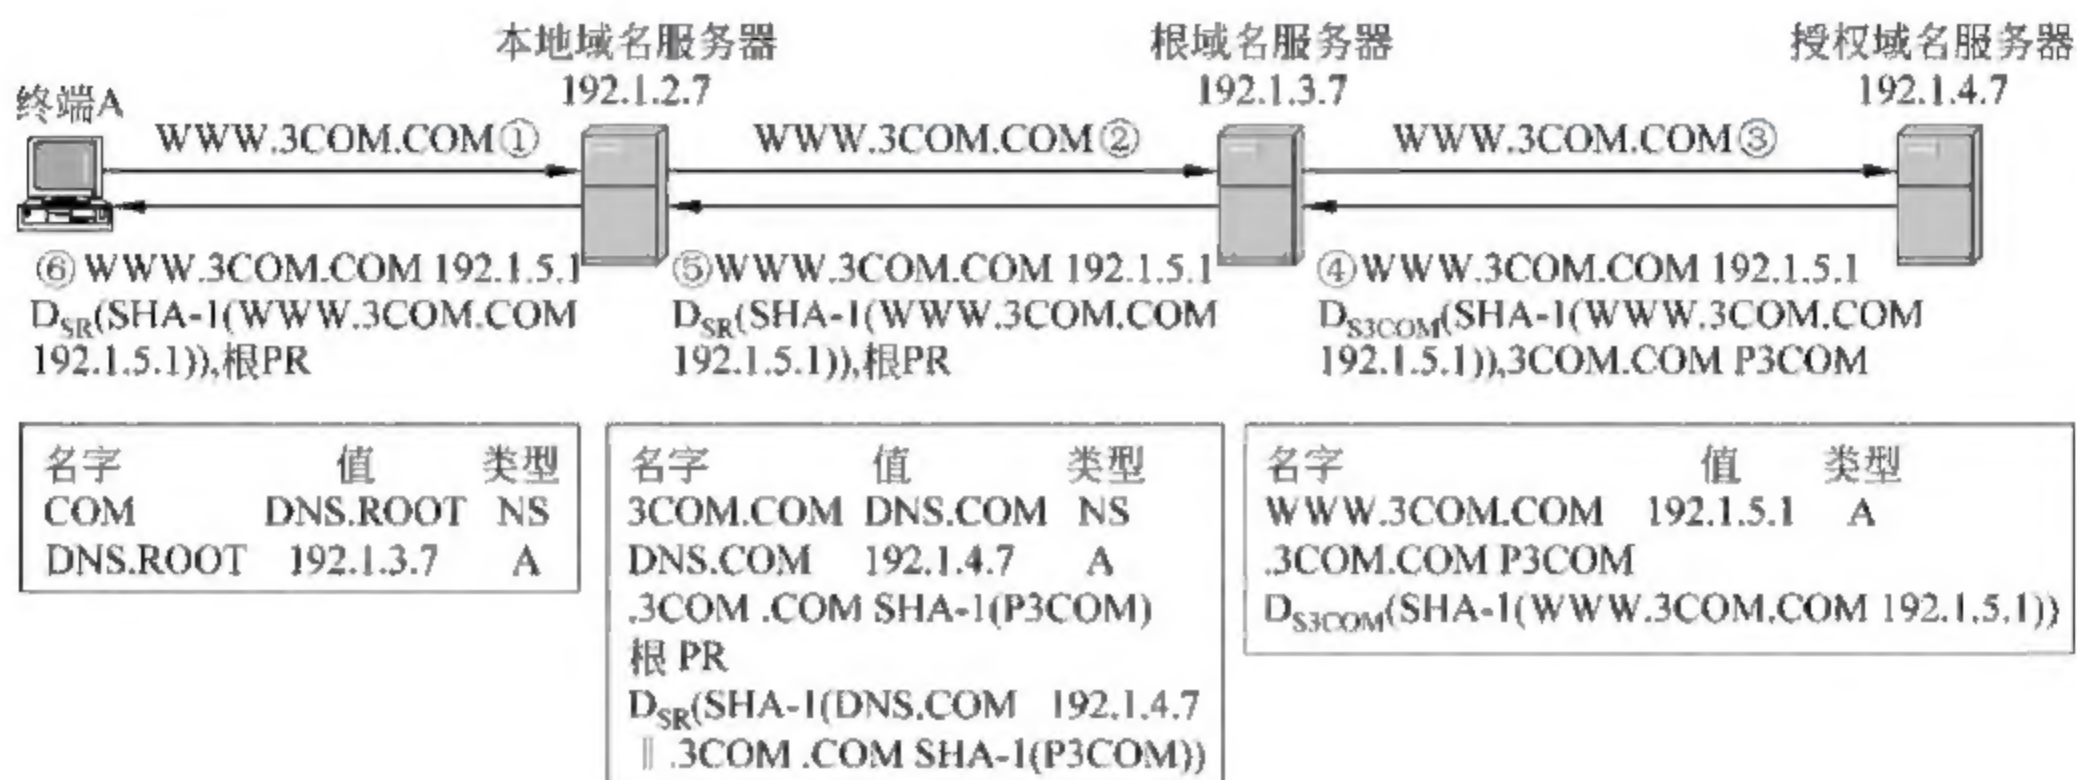 本地域名服务器
192.1.2.7
根域名服务器
192.1.3.7
授权域名服务器
192.1.4.7
终端A
WWW.3COM.COM①
WWW.3COM.COM②
WWW.3COM.COM③
⑥WWW.3COM.COM 192.1.5.1
DSR(SHA-1(WWW.3COM.COM
192.1.5.1)),根PR
⑤WWW.3COM.COM 192.1.5.1
DSR(SHA-1(WWW.3COM.COM
192.1.5.1)),根PR
④WWW.3COM.COM 192.1.5.1
DS3COM(SHA-1(WWW.3COM.COM
192.1.5.1)),3COM.COM P3COM
名字 值 类型
COM DNS.ROOT NS
DNS.ROOT 192.1.3.7 A
名字 值 类型
3COM.COM DNS.COM NS
DNS.COM 192.1.4.7 A
.3COM .COM SHA-1(P3COM)
根 PR
DSR(SHA-1(DNS.COM 192.1.4.7
‖ .3COM .COM SHA-1(P3COM))
名字 值 类型
WWW.3COM.COM 192.1.5.1 A
.3COM.COM P3COM
DS3COM(SHA-1(WWW.3COM.COM 192.1.5.1))